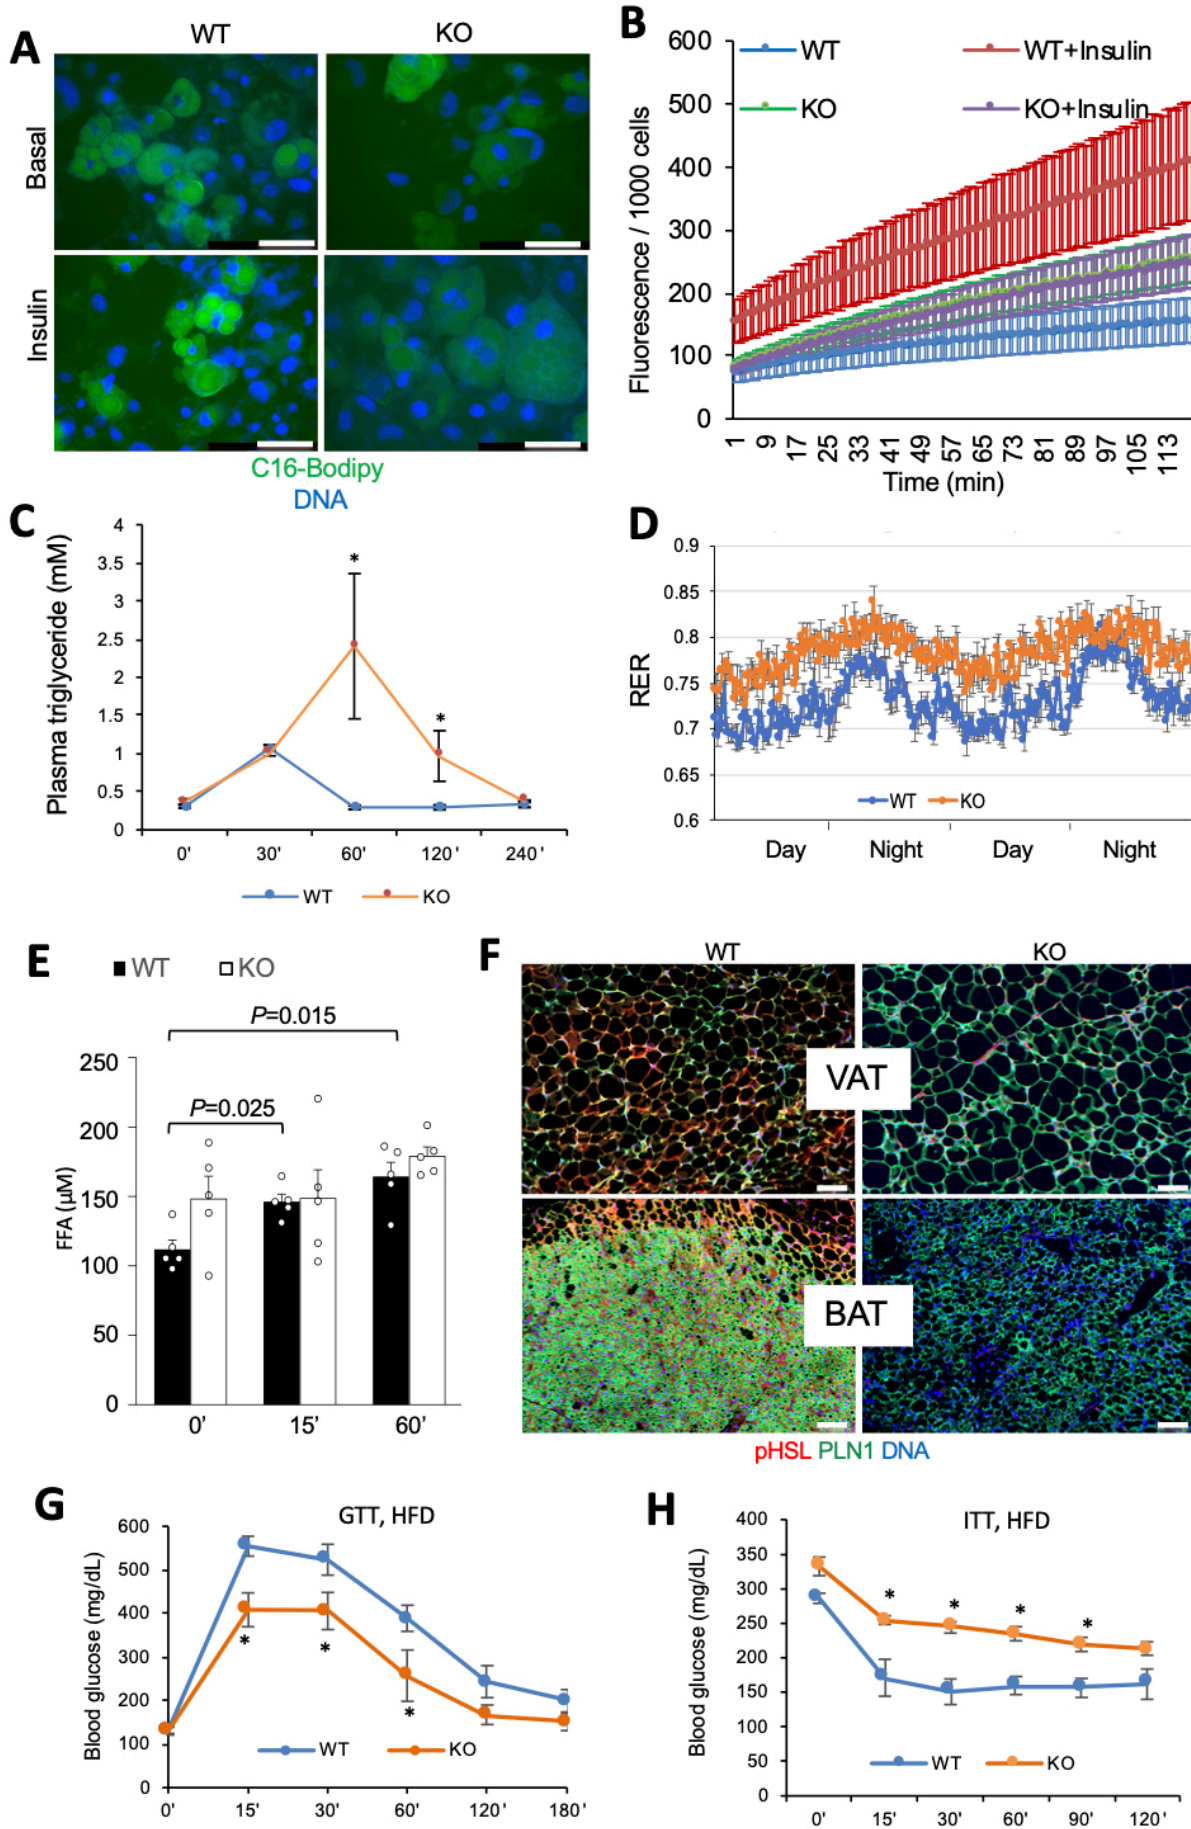 A
WT
KO
Basal
Insulin
C16-Bodipy
DNA
B
600
500
400
300
200
100
0
Fluorescence / 1000 cells
WT
WT+Insulin
KO
KO+Insulin
1 9 17 25 33 41 49 57 65 73 81 89 97 105 113
Time (min)
C
4
3.5
3
2.5
2
1.5
1
0.5
0
Plasma triglyceride (mM)
*
*
0' 30' 60' 120' 240'
WT KO
D
0.9
0.85
0.8
0.75
0.7
0.65
0.6
RER
WT KO
Day Night Day Night
E
WT KO
P=0.015
P=0.025
250
200
150
100
50
0
FFA (µM)
0' 15' 60'
F
WT KO
VAT
BAT
pHSL PLN1 DNA
G
GTT, HFD
600
500
400
300
200
100
0
Blood glucose (mg/dL)
* *
*
WT KO
0' 15' 30' 60' 120' 180'
H
ITT, HFD
400
350
300
250
200
150
100
50
0
Blood glucose (mg/dL)
* * * *
WT KO
0' 15' 30' 60' 90' 120'